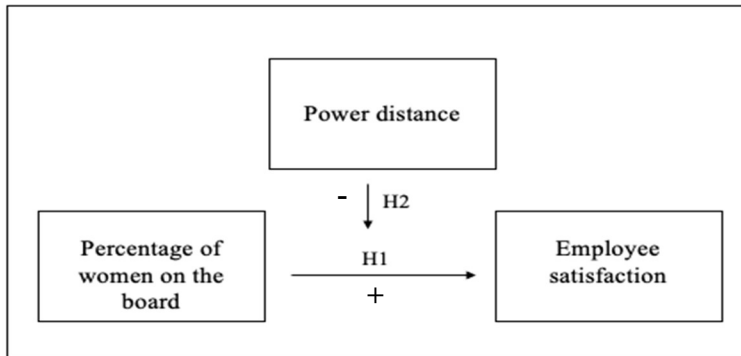 Power distance
-
H2
Percentage of
women on the
board
H1
+
Employee
satisfaction